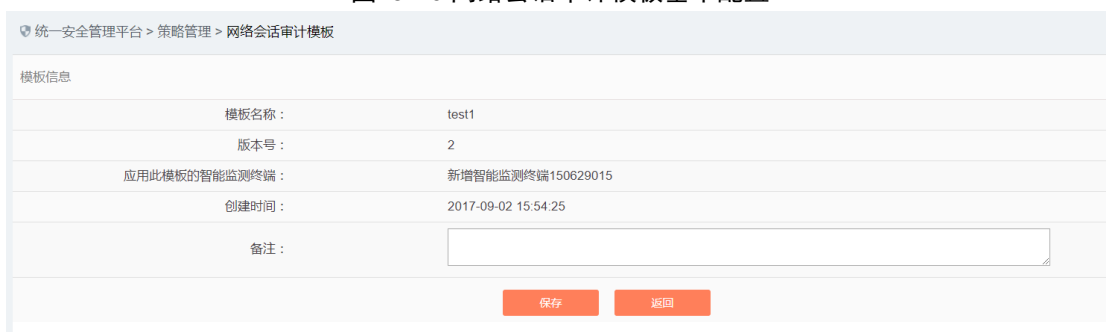 统一安全管理平台 > 策略管理 > 网络会话审计模板
模板信息
模板名称： test1
版本号： 2
应用此模板的智能监测终端： 新增智能监测终端150629015
创建时间： 2017-09-02 15:54:25
备注：
保存 返回